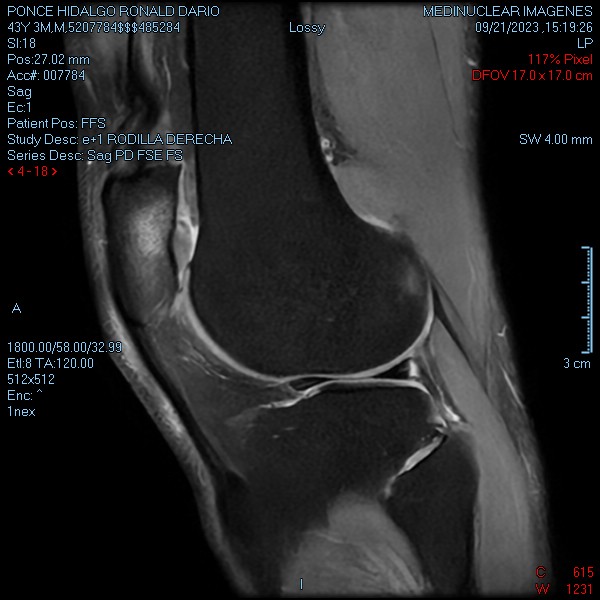 PONCE HIDALGO RONALD DARIO
43Y 3M,M,5207784$$$485284
Sl:18
Pos:27.02 mm
Acc#: 007784
Sag
Ec:1
Patient Pos: FFS
Study Desc: e+1 RODILLA DERECHA
Series Desc: Sag PD FSE FS
< 4 - 18 >
Lossy
MEDINUCLEAR IMAGENES
09/21/2023 ,15:19:26
LP
117% Pixel
DFOV 17.0 x 17.0 cm
SW 4.00 mm
A
3 cm
1800.00/58.00/32.99
Etl:8 TA:120.00
512x512
Enc: ^
1nex
I
C 615
W 1231